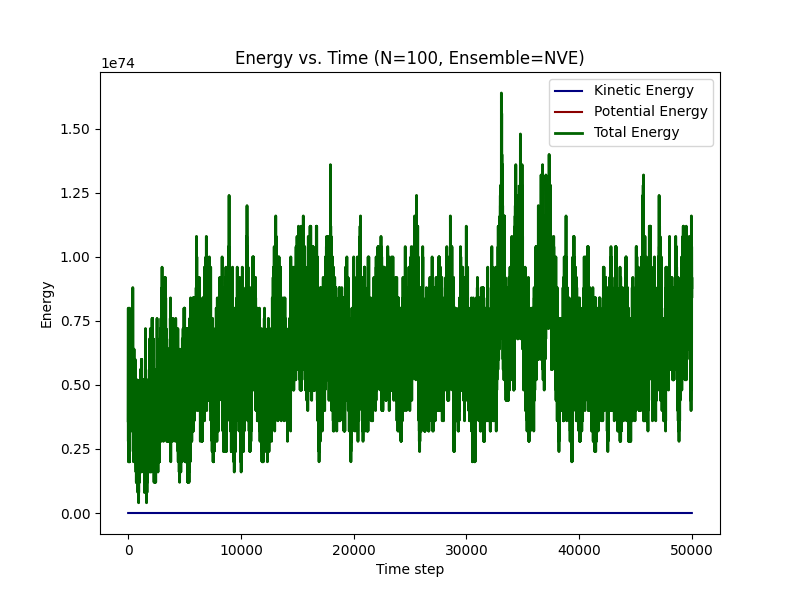 Energy vs. Time (N=100, Ensemble=NVE)
1e74
Kinetic Energy
Potential Energy
Total Energy
1.50
1.25
1.00
0.75
0.50
0.25
0.00
Energy
0 10000 20000 30000 40000 50000
Time step